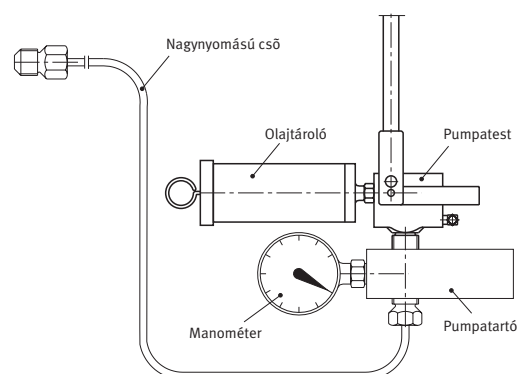 Nagynyomású csõ
Olajtároló
Pumpatest
Manométer
Pumpatartó